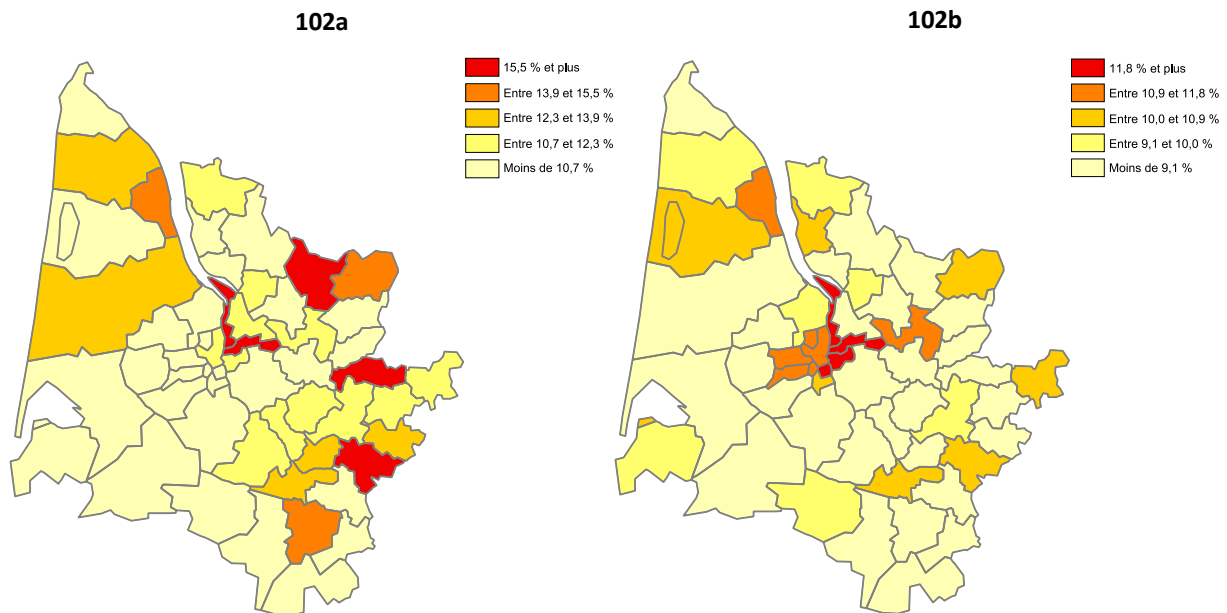 102a
15,5 % et plus
Entre 13,9 et 15,5 %
Entre 12,3 et 13,9 %
Entre 10,7 et 12,3 %
Moins de 10,7 %
102b
11,8 % et plus
Entre 10,9 et 11,8 %
Entre 10,0 et 10,9 %
Entre 9,1 et 10,0 %
Moins de 9,1 %